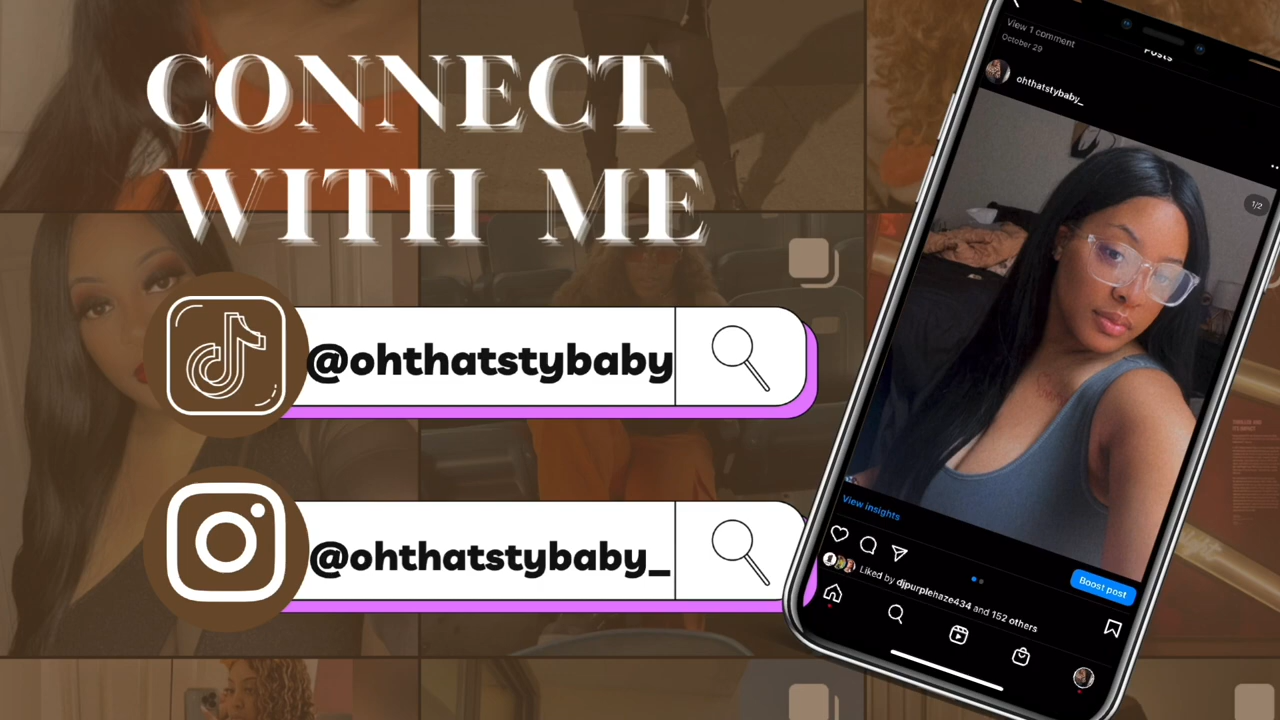 CONNECT
WITH ME
@ohthatstybaby
@ohthatstybaby_
View 1 comment
October 29
Posts
ohthatstybaby_
1/2
View insights
Boost post
Liked by djpurplehaze434 and 152 others